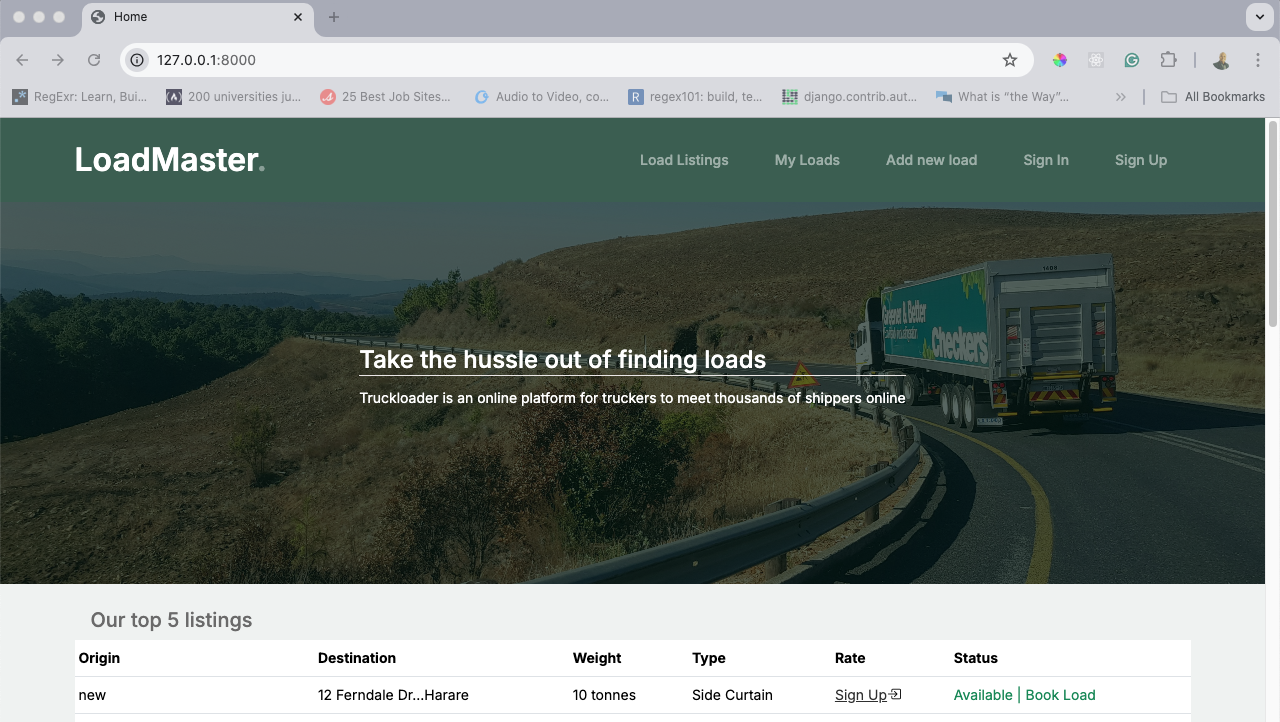 Home
127.0.0.1:8000
RegExr: Learn, Bui...
200 universities ju...
25 Best Job Sites...
Audio to Video, co...
R
regex101: build, te...
django.contrib.aut...
What is “the Way”...
All Bookmarks
LoadMaster.
Load Listings
My Loads
Add new load
Sign In
Sign Up
Greener & Better
Checkers
Take the hussle out of finding loads
Truckloader is an online platform for truckers to meet thousands of shippers online
Our top 5 listings
Origin Destination Weight Type Rate Status
new 12 Ferndale Dr...Harare 10 tonnes Side Curtain Sign Up Available | Book Load